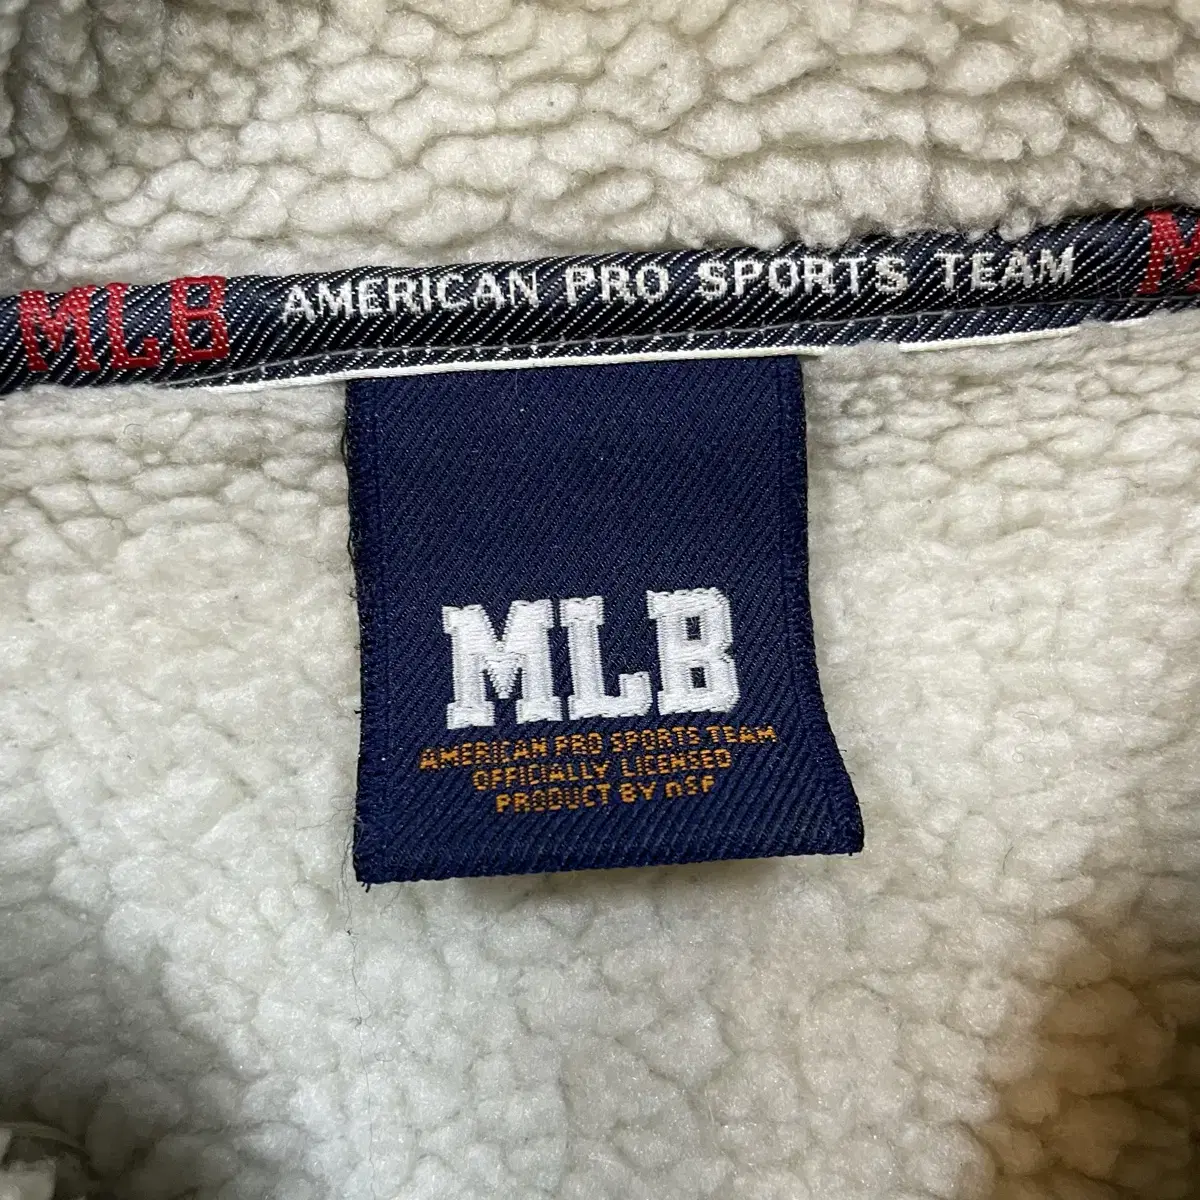 MLB AMERICAN PRO SPORTS TEAM
MLB
AMERICAN PRO SPORTS TEAM
OFFICIALLY LICENSED
PRODUCT BY